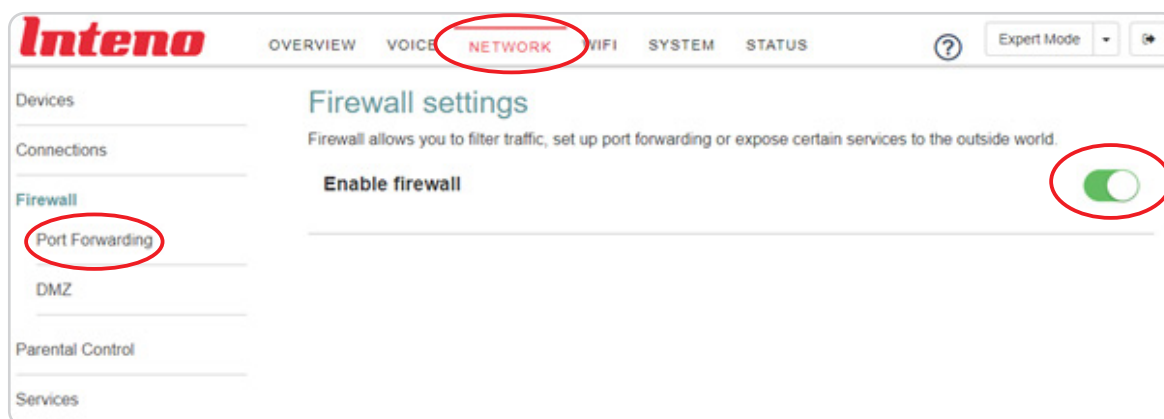 Inteno
OVERVIEW VOICE NETWORK WIFI SYSTEM STATUS ? Expert Mode
Devices
Connections
Firewall
Port Forwarding
DMZ
Parental Control
Services
Firewall settings
Firewall allows you to filter traffic, set up port forwarding or expose certain services to the outside world.
Enable firewall